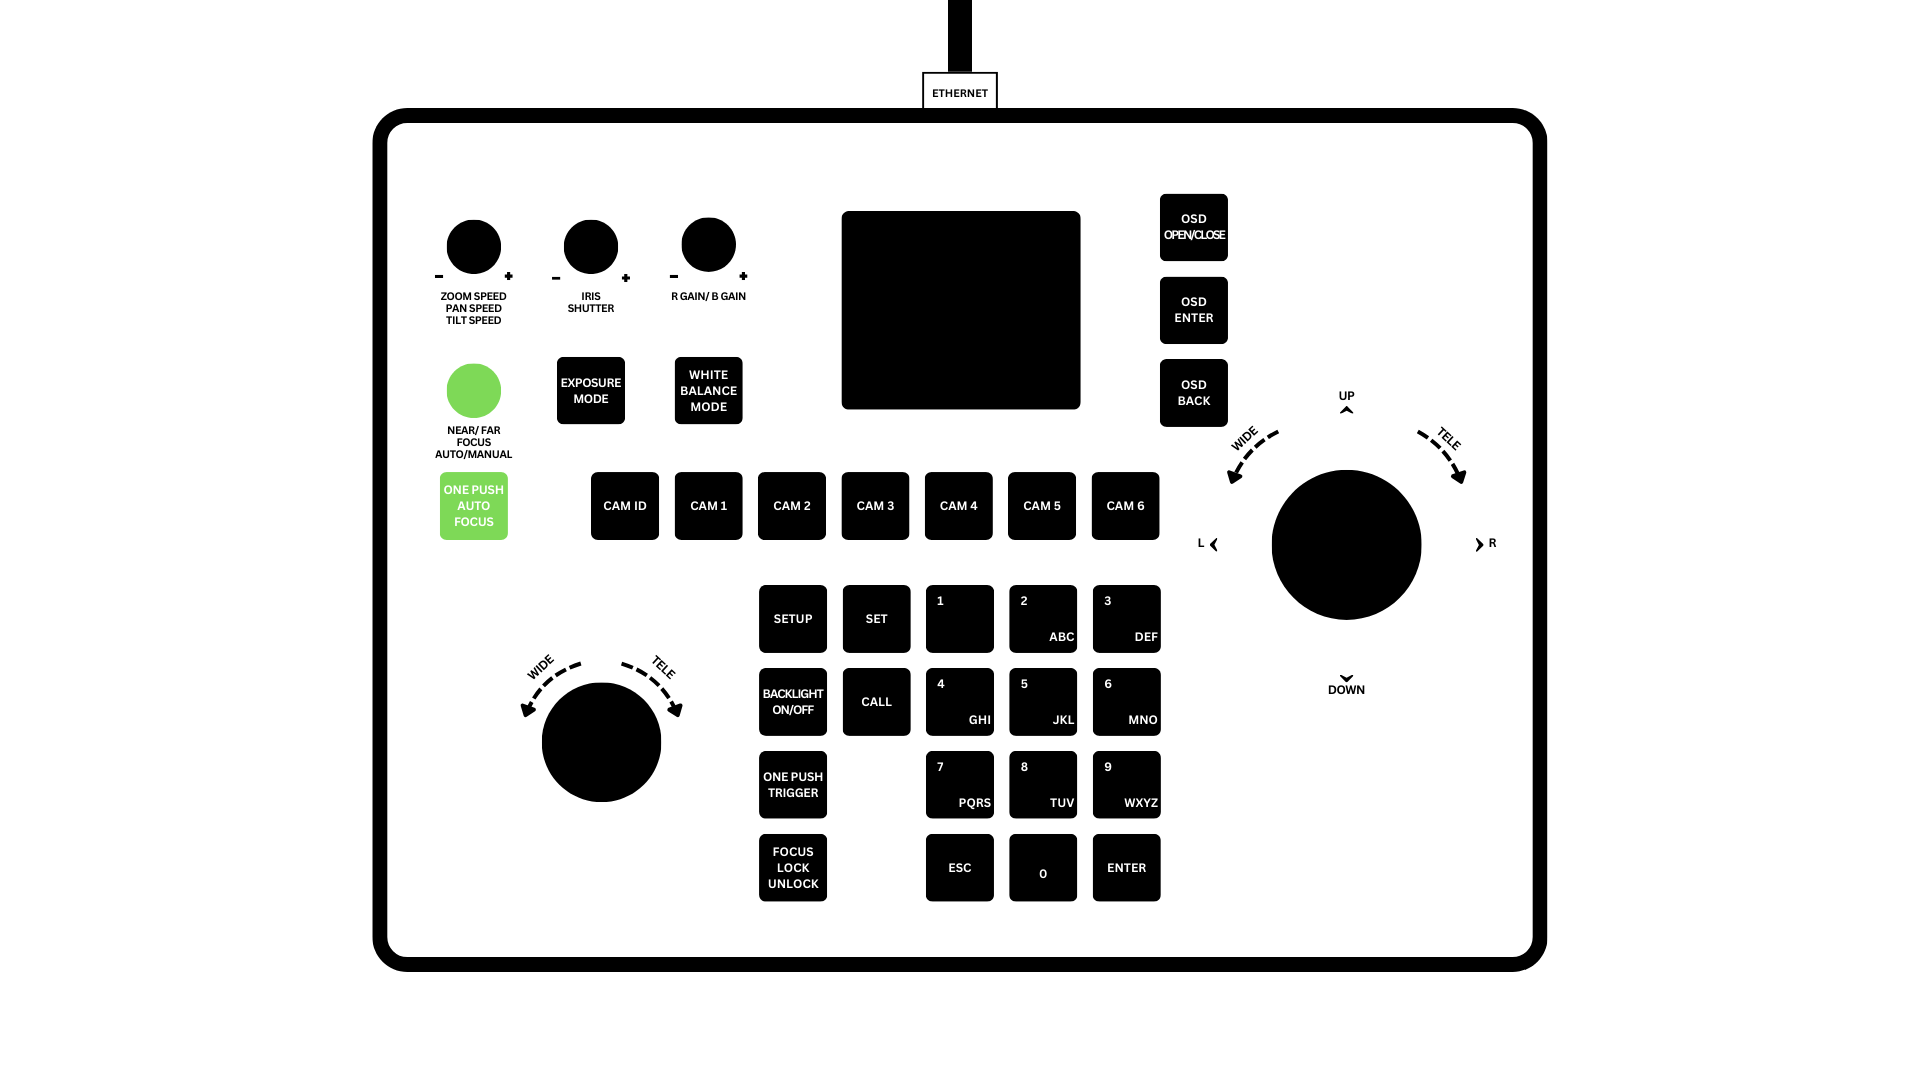 ETHERNET
ZOOM SPEED
PAN SPEED
TILT SPEED
IRIS
SHUTTER
R GAIN/ B GAIN
OSD
OPEN/CLOSE
OSD
ENTER
OSD
BACK
NEAR/ FAR
FOCUS
AUTO/MANUAL
EXPOSURE
MODE
WHITE
BALANCE
MODE
ONE PUSH
AUTO
FOCUS
CAM ID
CAM 1
CAM 2
CAM 3
CAM 4
CAM 5
CAM 6
UP
WIDE
TELE
L
R
DOWN
WIDE
TELE
SETUP
SET
1
2
ABC
3
DEF
BACKLIGHT
ON/OFF
CALL
4
GHI
5
JKL
6
MNO
ONE PUSH
TRIGGER
7
PQRS
8
TUV
9
WXYZ
FOCUS
LOCK
UNLOCK
ESC
0
ENTER